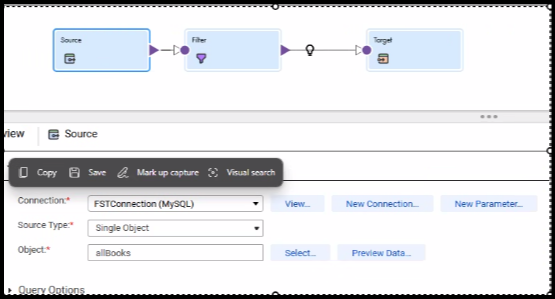 Source
Filter
Target
view Source
Copy Save Mark up capture Visual search
Connection:* FSTConnection (MySQL) View... New Connection... New Parameter...
Source Type:* Single Object
Object:* allBooks Select... Preview Data...
Query Options